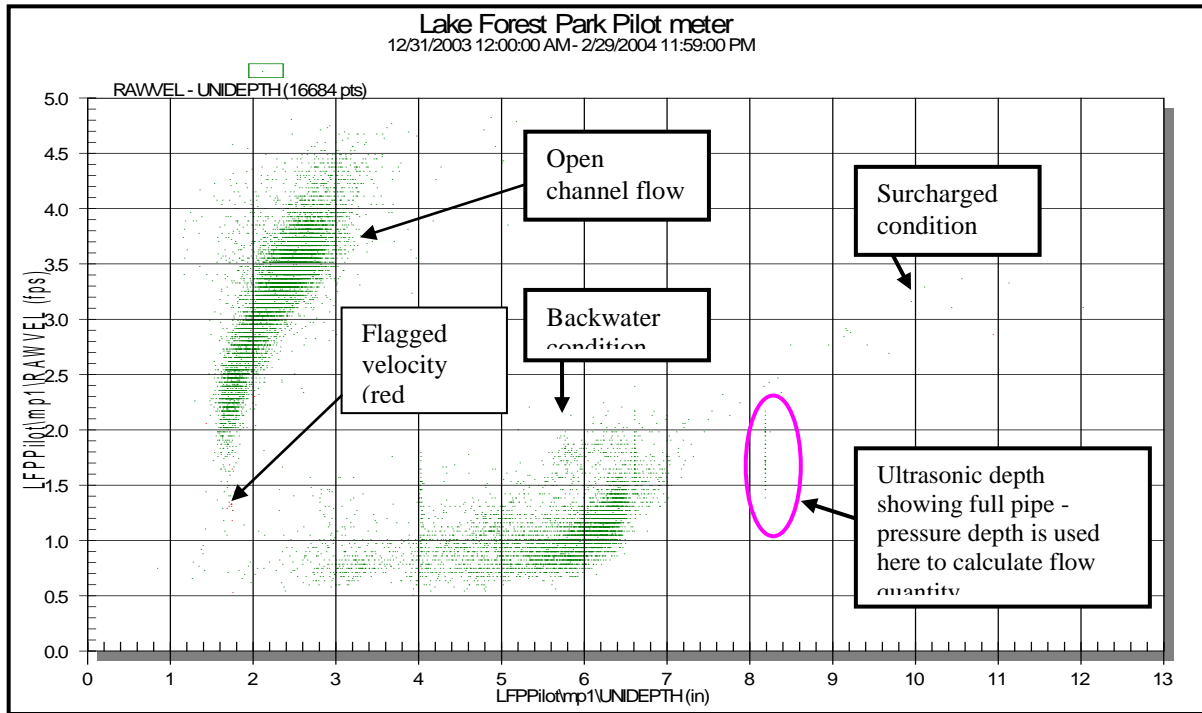 Lake Forest Park Pilot meter
12/31/2003 12:00:00 AM - 2/29/2004 11:59:00 PM
RAWVEL - UNIDEPTH (16684 pts)
LFPPilot\mp1\RAWVEL (fps)
5.0
4.5
4.0
3.5
3.0
2.5
2.0
1.5
1.0
0.5
0.0
Open
channel flow
Surcharged
condition
Flagged
velocity
(red
Backwater
condition
Ultrasonic depth
showing full pipe -
pressure depth is used
here to calculate flow
quantity
0 1 2 3 4 5 6 7 8 9 10 11 12 13
LFPPilot\mp1\UNIDEPTH (in)